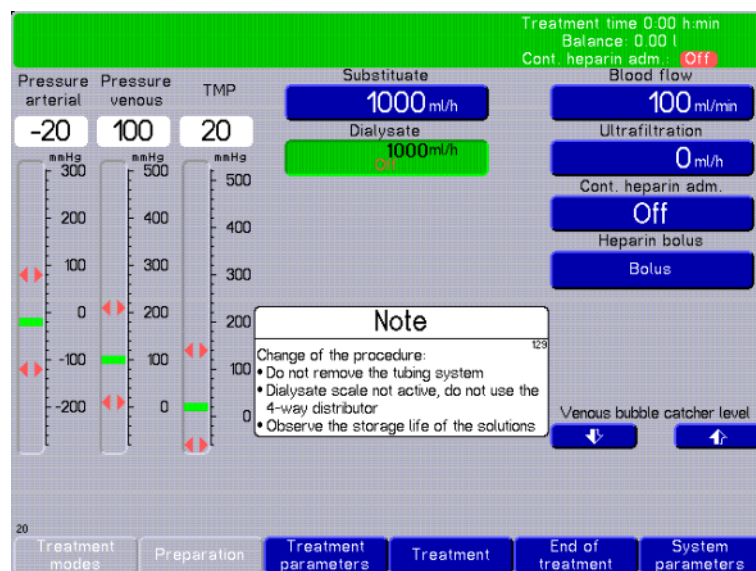 Treatment time 0:00 h:min
Balance: 0.00 l
Cont. heparin adm.: Off
Pressure arterial
Pressure venous
TMP
-20
100
20
mmHg
300
200
100
0
-100
-200
mmHg
500
400
300
200
100
0
mmHg
500
400
300
200
100
0
Substituate
1000 ml/h
Dialysate
1000 ml/h
Off
Blood flow
100 ml/min
Ultrafiltration
0 ml/h
Cont. heparin adm.
Off
Heparin bolus
Bolus
Note
129
Change of the procedure:
• Do not remove the tubing system
• Dialysate scale not active, do not use the
4-way distributor
• Observe the storage life of the solutions
Venous bubble catcher level
20
Treatment
modes
Preparation
Treatment
parameters
Treatment
End of
treatment
System
parameters